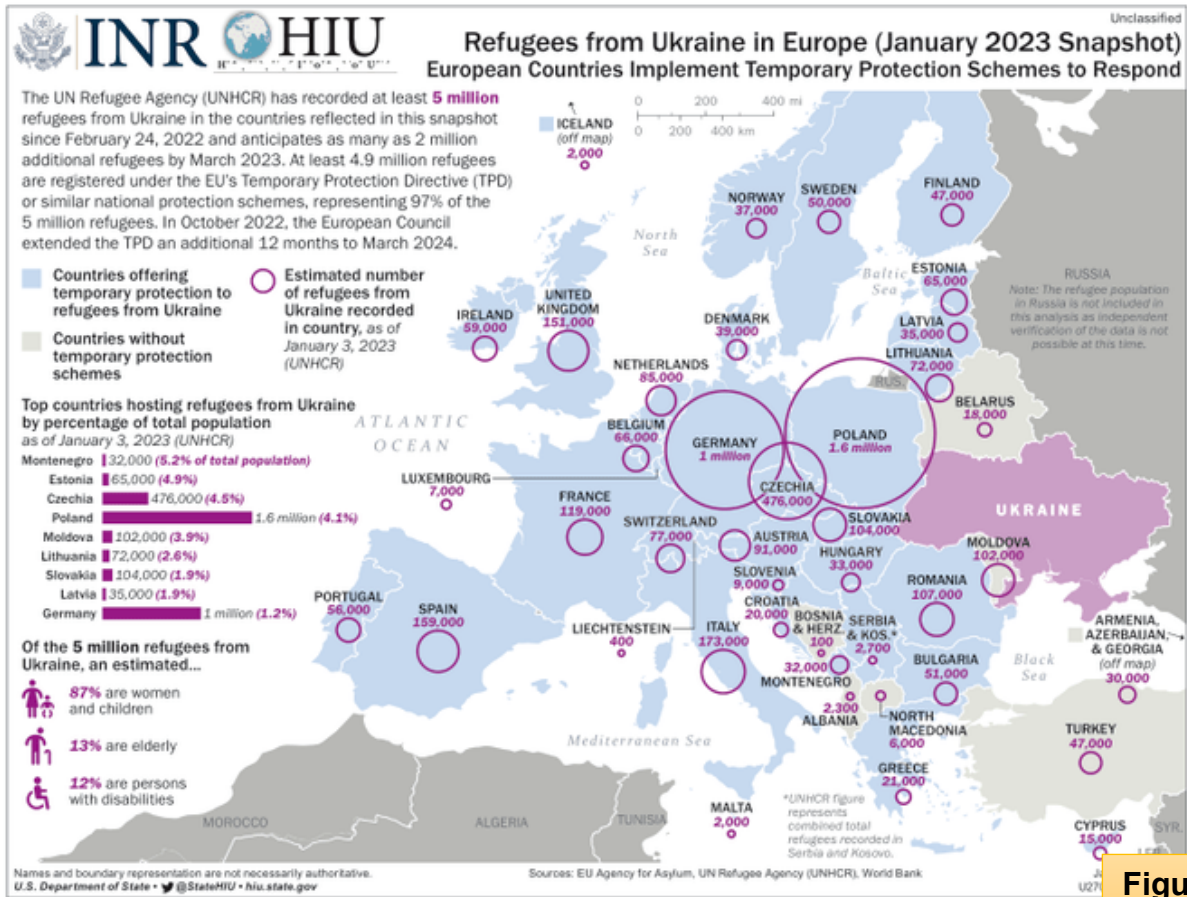 Unclassified
INR HIU
Refugees from Ukraine in Europe (January 2023 Snapshot)
European Countries Implement Temporary Protection Schemes to Respond
The UN Refugee Agency (UNHCR) has recorded at least 5 million
refugees from Ukraine in the countries reflected in this snapshot
since February 24, 2022 and anticipates as many as 2 million
additional refugees by March 2023. At least 4.9 million refugees
are registered under the EU's Temporary Protection Directive (TPD)
or similar national protection schemes, representing 97% of the
5 million refugees. In October 2022, the European Council
extended the TPD an additional 12 months to March 2024.
Countries offering
temporary protection to
refugees from Ukraine
Countries without
temporary protection
schemes
Estimated number
of refugees from
Ukraine recorded
in country, as of
January 3, 2023
(UNHCR)
Top countries hosting refugees from Ukraine
by percentage of total population
as of January 3, 2023 (UNHCR)
Montenegro 32,000 (5.2% of total population)
Estonia 65,000 (4.9%)
Czechia 476,000 (4.5%)
Poland 1.6 million (4.1%)
Moldova 102,000 (3.9%)
Lithuania 72,000 (2.6%)
Slovakia 104,000 (1.9%)
Latvia 35,000 (1.9%)
Germany 1 million (1.2%)
Of the 5 million refugees from
Ukraine, an estimated...
87% are women
and children
13% are elderly
12% are persons
with disabilities
0 200 400 mi
0 200 400 km
ICELAND
(off map)
2,000
NORWAY
37,000
SWEDEN
50,000
FINLAND
47,000
North
Sea
Baltic
Sea
ESTONIA
65,000
RUSSIA
Note: The refugee population
in Russia is not included in
this analysis as independent
verification of the data is not
possible at this time.
LATVIA
35,000
LITHUANIA
72,000
RUS.
BELARUS
18,000
IRELAND
59,000
UNITED
KINGDOM
151,000
DENMARK
39,000
NETHERLANDS
85,000
BELGIUM
66,000
GERMANY
1 million
POLAND
1.6 million
ATLANTIC
OCEAN
LUXEMBOURG
7,000
CZECHIA
476,000
UKRAINE
FRANCE
119,000
SWITZERLAND
77,000
AUSTRIA
91,000
SLOVAKIA
104,000
HUNGARY
33,000
MOLDOVA
102,000
SLOVENIA
9,000
ROMANIA
107,000
PORTUGAL
56,000
SPAIN
159,000
LIECHTENSTEIN
400
ITALY
173,000
CROATIA
20,000
BOSNIA
& HERZ.
100
SERBIA
& KOS.*
2,700
32,000
MONTENEGRO
BULGARIA
51,000
Black
Sea
ARMENIA,
AZERBAIJAN,
& GEORGIA
(off map)
30,000
2,300
ALBANIA
NORTH
MACEDONIA
6,000
TURKEY
47,000
Mediterranean Sea
GREECE
21,000
MALTA
2,000
*UNHCR figure
represents
combined total
refugees recorded in
Serbia and Kosovo.
CYPRUS
15,000
SYR.
MOROCCO
ALGERIA
TUNISIA
Names and boundary representation are not necessarily authoritative.
U.S. Department of State • @StateHIU • hiu.state.gov
Sources: EU Agency for Asylum, UN Refugee Agency (UNHCR), World Bank